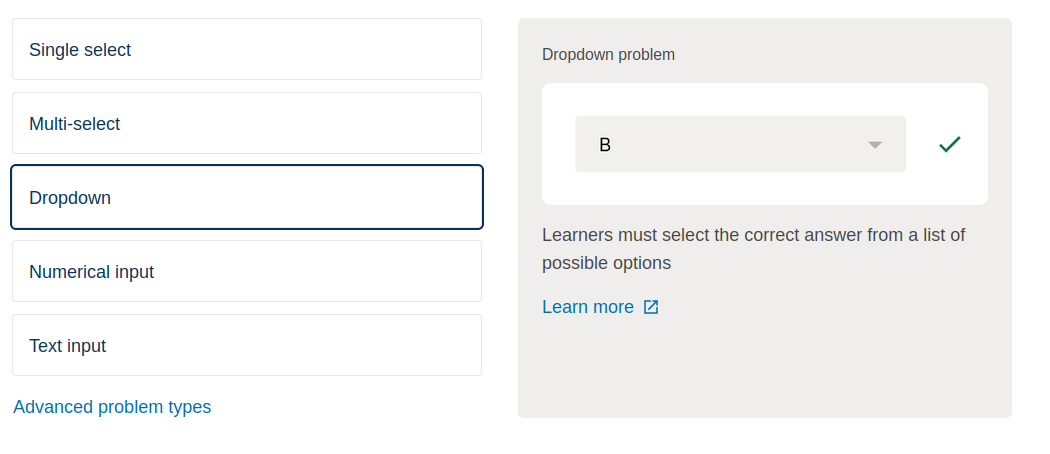 Single select
Multi-select
Dropdown
Numerical input
Text input
Advanced problem types
Dropdown problem
B
Learners must select the correct answer from a list of
possible options
Learn more